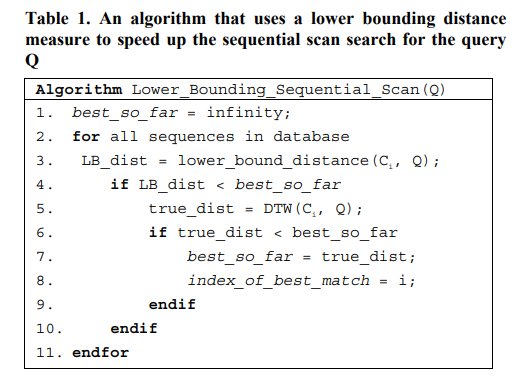 Table 1. An algorithm that uses a lower bounding distance
measure to speed up the sequential scan search for the query
Q
Algorithm Lower_Bounding_Sequential_Scan(Q)
1. best_so_far = infinity;
2. for all sequences in database
3. LB_dist = lower_bound_distance(Cᵢ, Q);
4. if LB_dist < best_so_far
5. true_dist = DTW(Cᵢ, Q);
6. if true_dist < best_so_far
7. best_so_far = true_dist;
8. index_of_best_match = i;
9. endif
10. endif
11. endfor